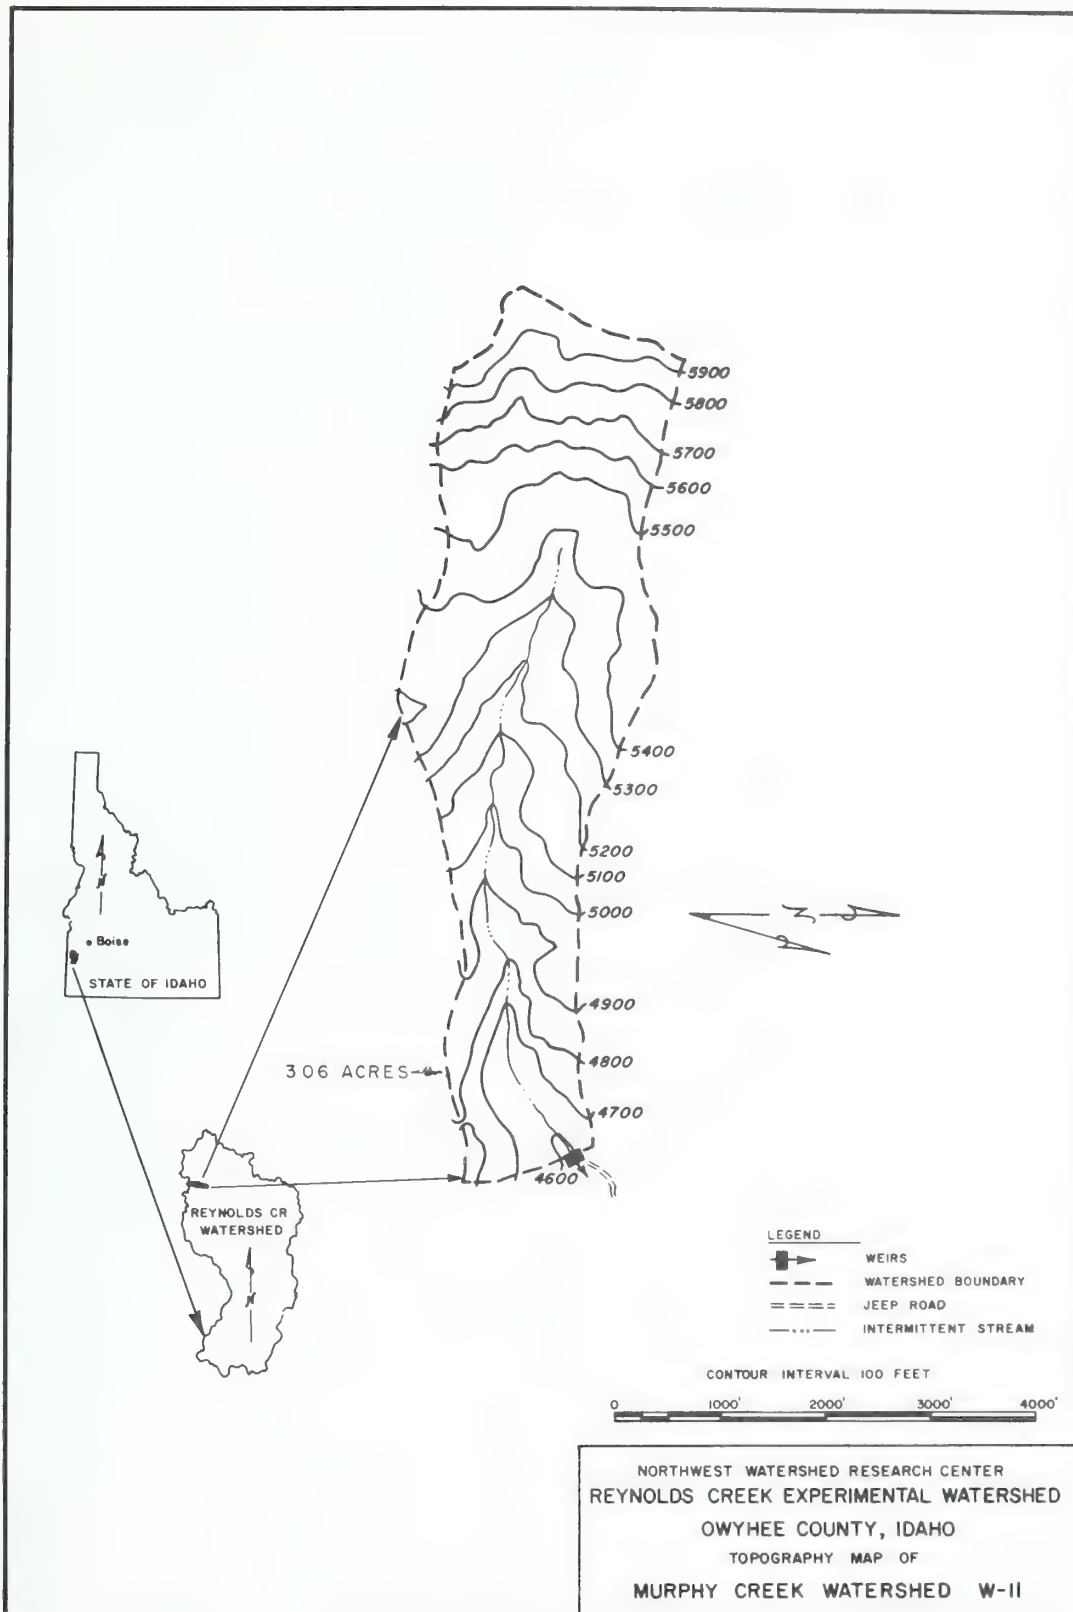 5900
5800
5700
5600
5500
5400
5300
5200
5100
5000
4900
4800
4700
4600
N
Boise
STATE OF IDAHO
306 ACRES
REYNOLDS CR
WATERSHED
N
LEGEND
WEIRS
WATERSHED BOUNDARY
JEEP ROAD
INTERMITTENT STREAM
CONTOUR INTERVAL 100 FEET
0 1000' 2000' 3000' 4000'
NORTHWEST WATERSHED RESEARCH CENTER
REYNOLDS CREEK EXPERIMENTAL WATERSHED
OWYHEE COUNTY, IDAHO
TOPOGRAPHY MAP OF
MURPHY CREEK WATERSHED W-11